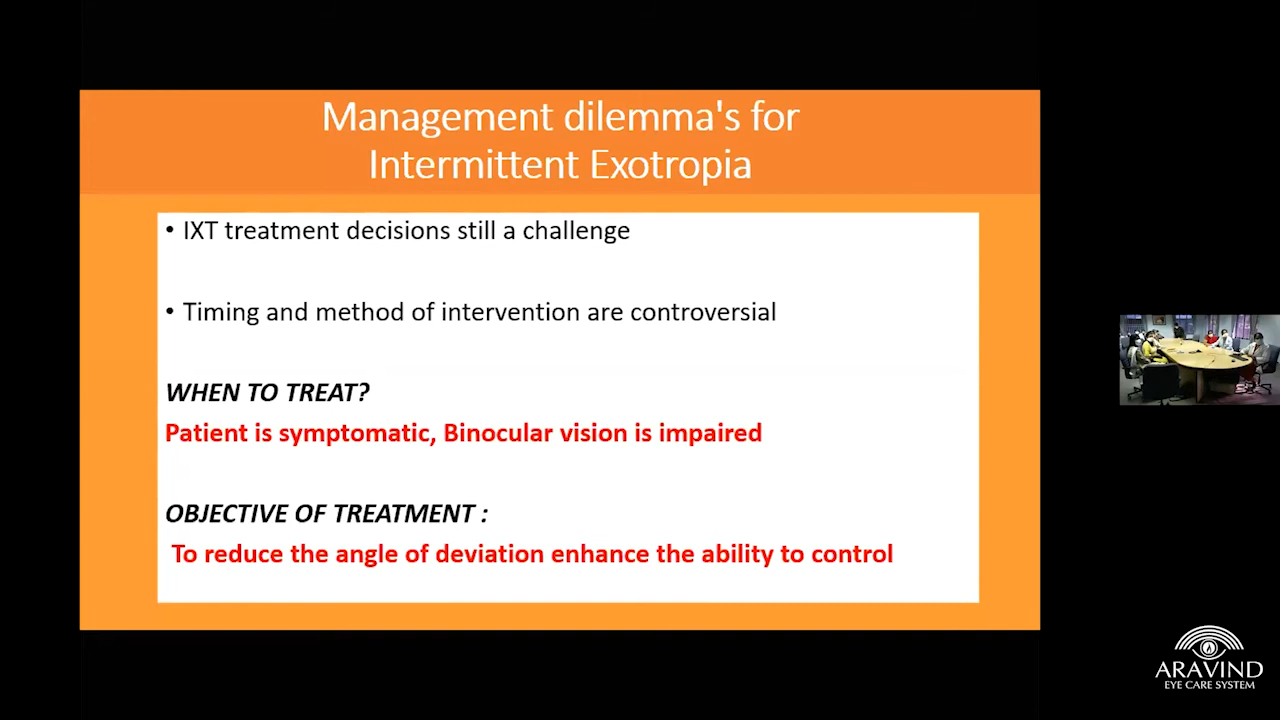 Management dilemma's for
Intermittent Exotropia
• IXT treatment decisions still a challenge
• Timing and method of intervention are controversial
WHEN TO TREAT?
Patient is symptomatic, Binocular vision is impaired
OBJECTIVE OF TREATMENT :
To reduce the angle of deviation enhance the ability to control
ARAVIND
EYE CARE SYSTEM